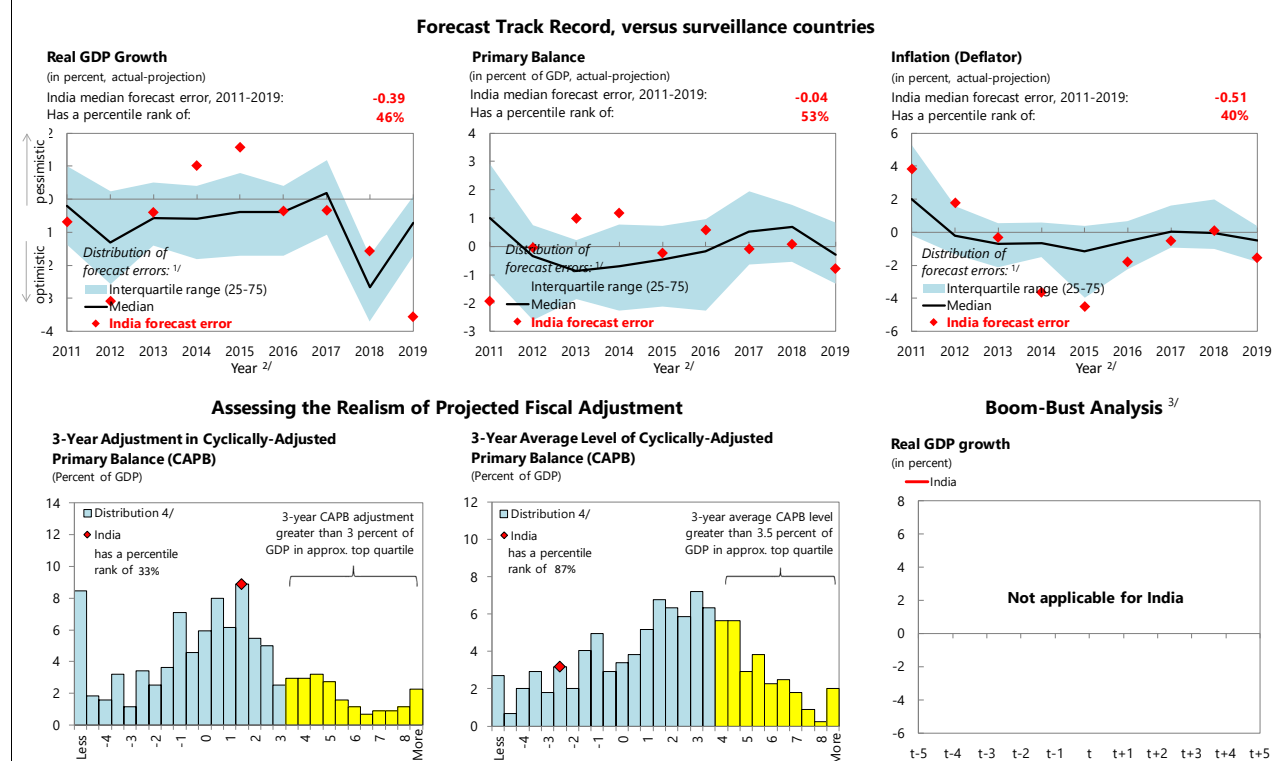 Forecast Track Record, versus surveillance countries
Real GDP Growth
(in percent, actual-projection)
India median forecast error, 2011-2019: -0.39
Has a percentile rank of: 46%
pessimistic
optimistic
2
1
0
-1
-2
-3
-4
Distribution of
forecast errors: 1/
Interquartile range (25-75)
Median
India forecast error
2011 2012 2013 2014 2015 2016 2017 2018 2019
Year 2/
Primary Balance
(in percent of GDP, actual-projection)
India median forecast error, 2011-2019: -0.04
Has a percentile rank of: 53%
4
3
2
1
0
-1
-2
-3
Distribution of
forecast errors: 1/
Interquartile range (25-75)
Median
India forecast error
2011 2012 2013 2014 2015 2016 2017 2018 2019
Year 2/
Inflation (Deflator)
(in percent, actual-projection)
India median forecast error, 2011-2019: -0.51
Has a percentile rank of: 40%
6
4
2
0
-2
-4
-6
Distribution of
forecast errors: 1/
Interquartile range (25-75)
Median
India forecast error
2011 2012 2013 2014 2015 2016 2017 2018 2019
Year 2/
Assessing the Realism of Projected Fiscal Adjustment
3-Year Adjustment in Cyclically-Adjusted
Primary Balance (CAPB)
(Percent of GDP)
14
12
10
8
6
4
2
0
Distribution 4/
India
has a percentile
rank of 33%
3-year CAPB adjustment
greater than 3 percent of
GDP in approx. top quartile
Less -4 -3 -2 -1 0 1 2 3 4 5 6 7 8 More
3-Year Average Level of Cyclically-Adjusted
Primary Balance (CAPB)
(Percent of GDP)
12
10
8
6
4
2
0
Distribution 4/
India
has a percentile
rank of 87%
3-year average CAPB level
greater than 3.5 percent of
GDP in approx. top quartile
Less -4 -3 -2 -1 0 1 2 3 4 5 6 7 8 More
Boom-Bust Analysis 3/
Real GDP growth
(in percent)
India
8
6
4
2
0
-2
-4
-6
Not applicable for India
t-5 t-4 t-3 t-2 t-1 t t+1 t+2 t+3 t+4 t+5